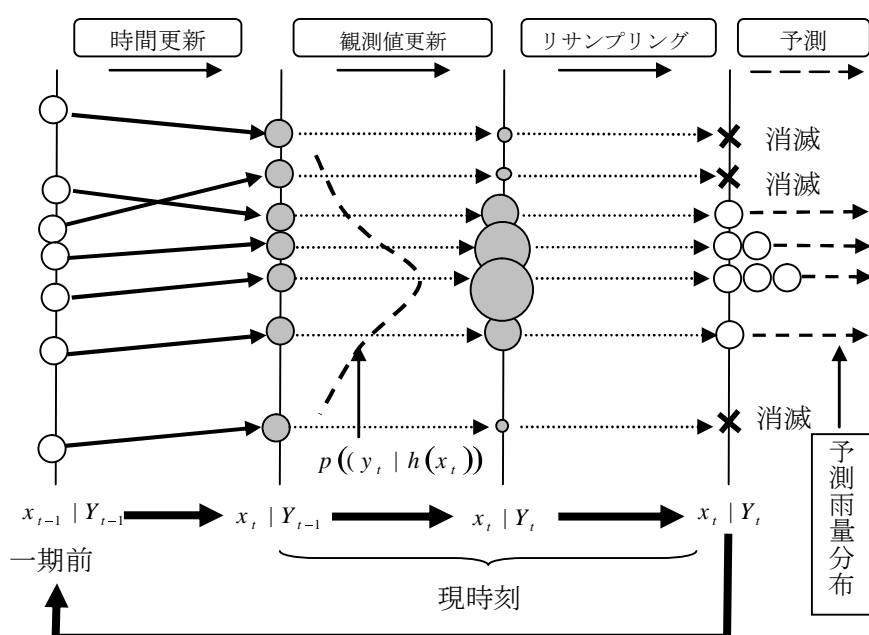 時間更新
観測値更新
リサンプリング
予測
消滅
消滅
消滅
p((y_t | h(x_t))
予測雨量分布
x_{t-1} | Y_{t-1}
x_t | Y_{t-1}
x_t | Y_t
x_t | Y_t
一期前
現時刻